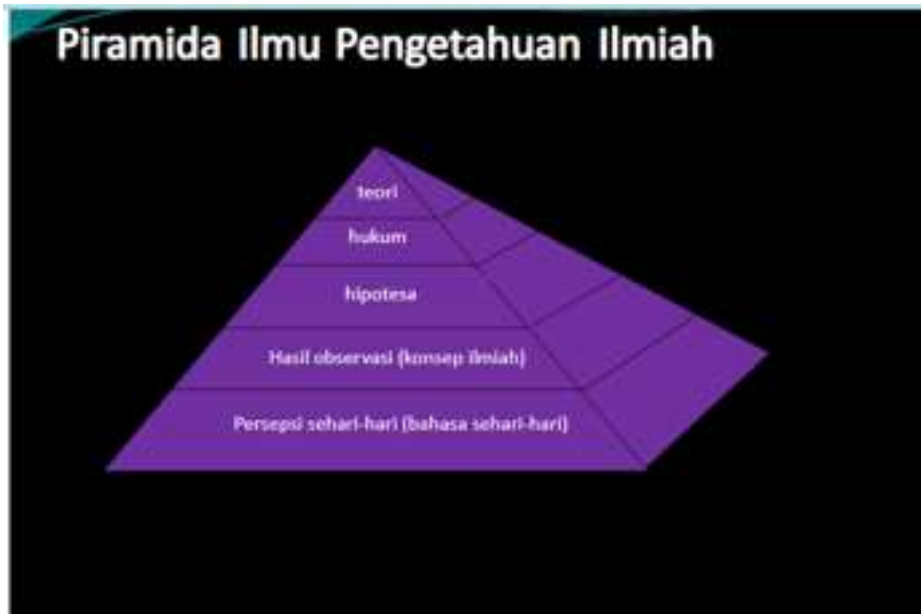 Piramida Ilmu Pengetahuan Ilmiah
teori
hukum
hipotesa
Hasil observasi (konsep ilmiah)
Persepsi sehari-hari (bahasa sehari-hari)